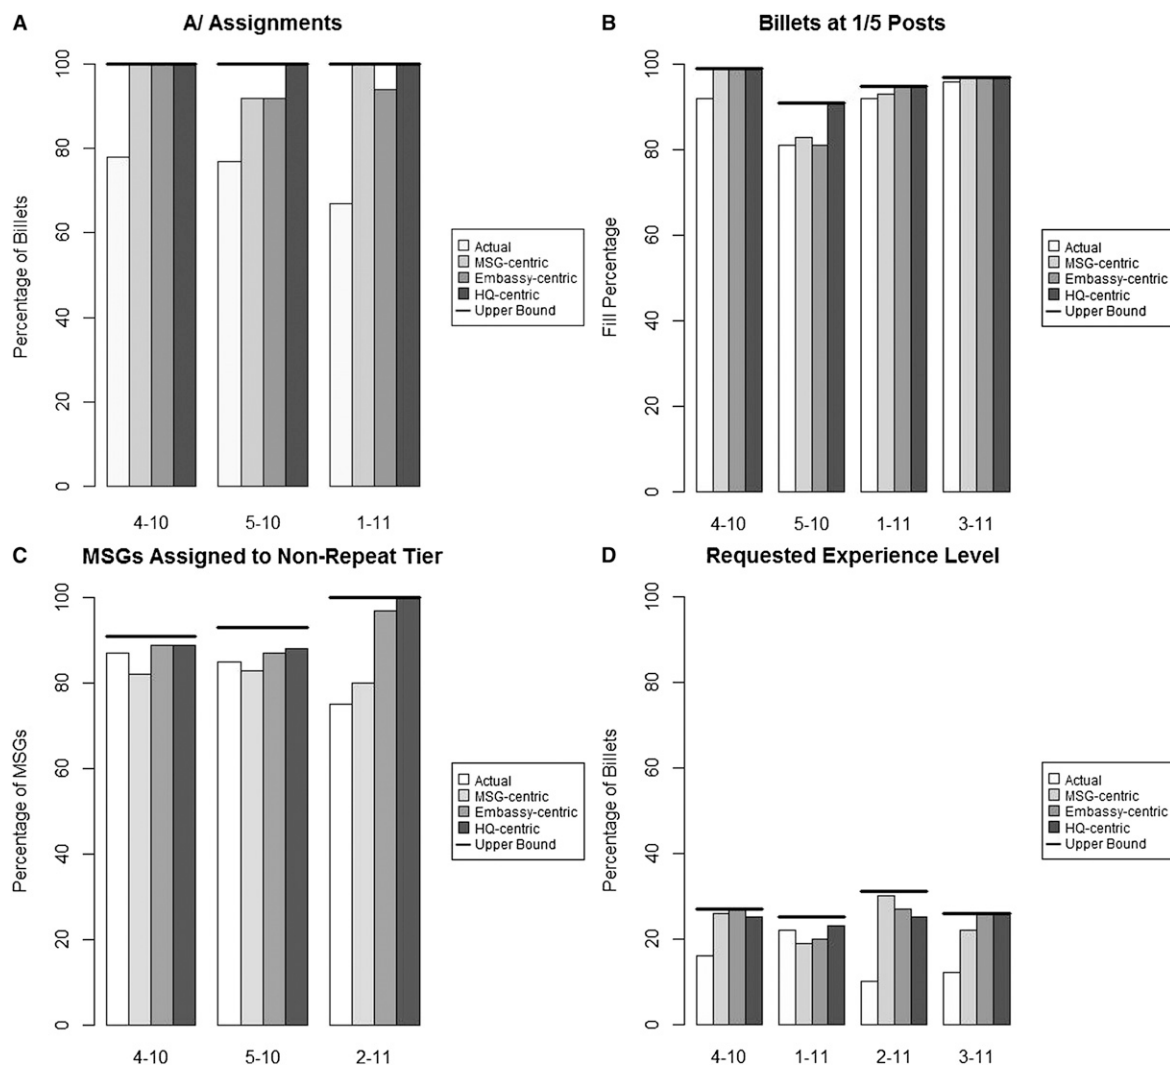 A
A/ Assignments
Percentage of Billets
0
20
40
60
80
100
4-10
5-10
1-11
Actual
MSG-centric
Embassy-centric
HQ-centric
Upper Bound
B
Billets at 1/5 Posts
Fill Percentage
0
20
40
60
80
100
4-10
5-10
1-11
3-11
Actual
MSG-centric
Embassy-centric
HQ-centric
Upper Bound
C
MSGs Assigned to Non-Repeat Tier
Percentage of MSGs
0
20
40
60
80
100
4-10
5-10
2-11
Actual
MSG-centric
Embassy-centric
HQ-centric
Upper Bound
D
Requested Experience Level
Percentage of Billets
0
20
40
60
80
100
4-10
1-11
2-11
3-11
Actual
MSG-centric
Embassy-centric
HQ-centric
Upper Bound